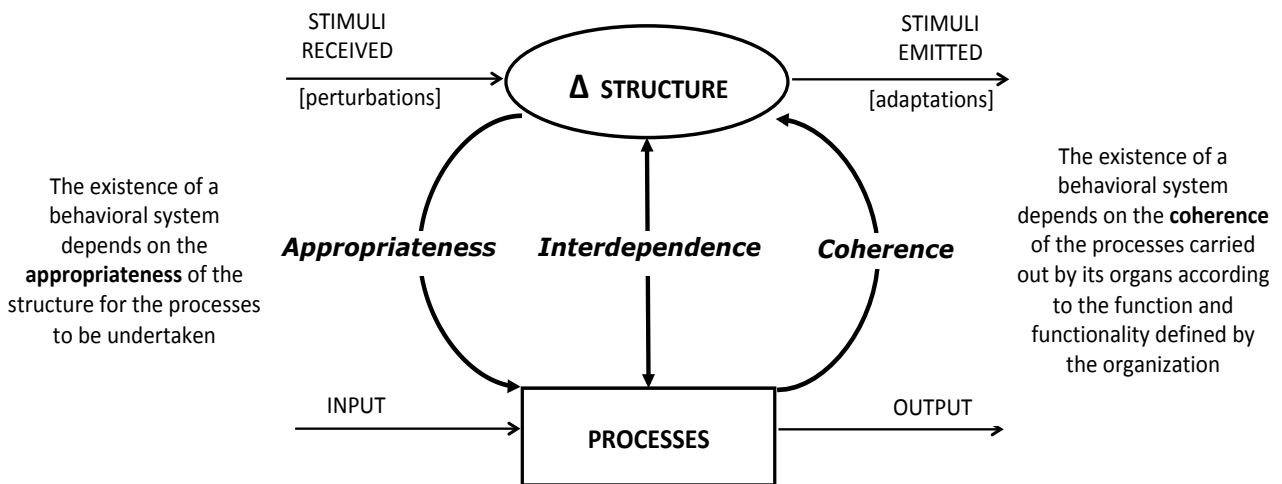 STIMULI
RECEIVED
[perturbations]
Δ STRUCTURE
STIMULI
EMITTED
[adaptations]
The existence of a
behavioral system
depends on the
appropriateness of the
structure for the processes
to be undertaken
Appropriateness
Interdependence
Coherence
The existence of a
behavioral system
depends on the coherence
of the processes carried
out by its organs according
to the function and
functionality defined by
the organization
INPUT
PROCESSES
OUTPUT